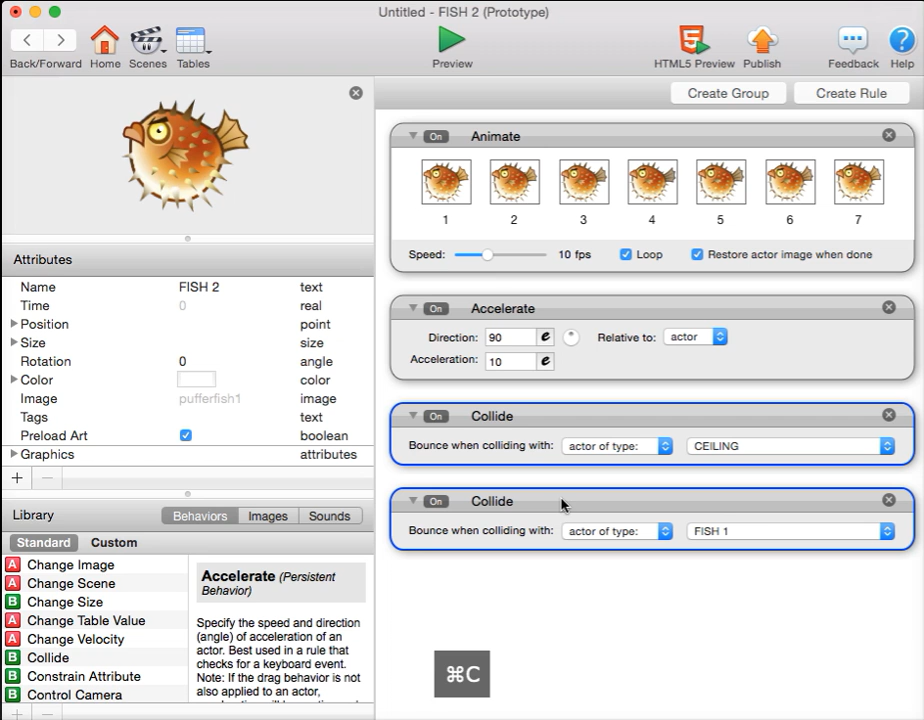 Untitled - FISH 2 (Prototype)
Back/Forward Home Scenes Tables Preview HTML5 Preview Publish Feedback Help
Create Group Create Rule
On Animate
1 2 3 4 5 6 7
Speed: 10 fps Loop Restore actor image when done
Attributes
Name FISH 2 text
Time 0 real
Position point
Size size
Rotation 0 angle
Color color
Image pufferfish1 image
Tags text
Preload Art boolean
Graphics attributes
+ −
On Accelerate
Direction: 90 e Relative to: actor
Acceleration: 10 e
On Collide
Bounce when colliding with: actor of type: CEILING
On Collide
Bounce when colliding with: actor of type: FISH 1
Library Behaviors Images Sounds
Standard Custom
A Change Image
A Change Scene
B Change Size
A Change Table Value
A Change Velocity
B Collide
B Constrain Attribute
B Control Camera
Accelerate (Persistent
Behavior)
Specify the speed and direction
(angle) of acceleration of an
actor. Best used in a rule that
checks for a keyboard event.
Note: If the drag behavior is not
also applied to an actor,
⌘C